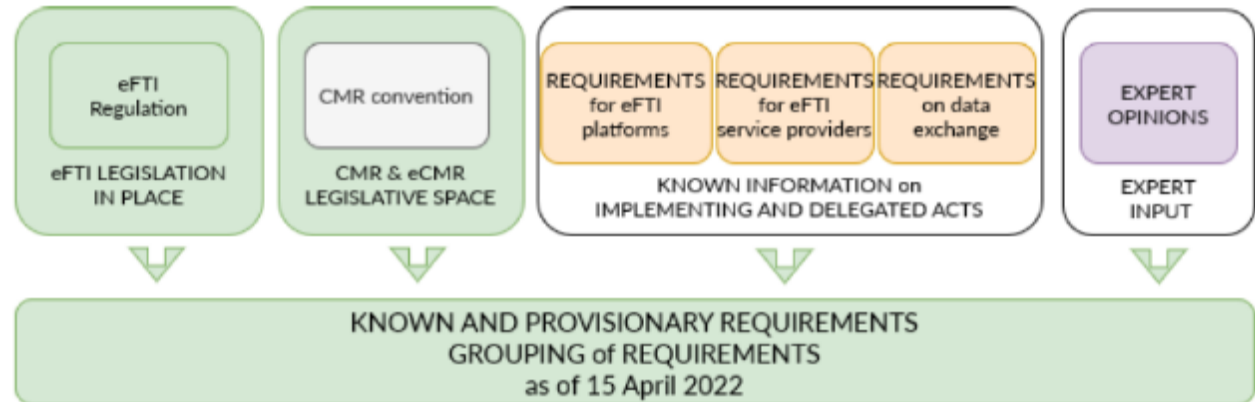 eFTI
Regulation
eFTI LEGISLATION
IN PLACE
CMR convention
CMR & eCMR
LEGISLATIVE SPACE
REQUIREMENTS
for eFTI
platforms
REQUIREMENTS
for eFTI
service providers
REQUIREMENTS
on data
exchange
KNOWN INFORMATION on
IMPLEMENTING AND DELEGATED ACTS
EXPERT
OPINIONS
EXPERT
INPUT
KNOWN AND PROVISIONARY REQUIREMENTS
GROUPING of REQUIREMENTS
as of 15 April 2022